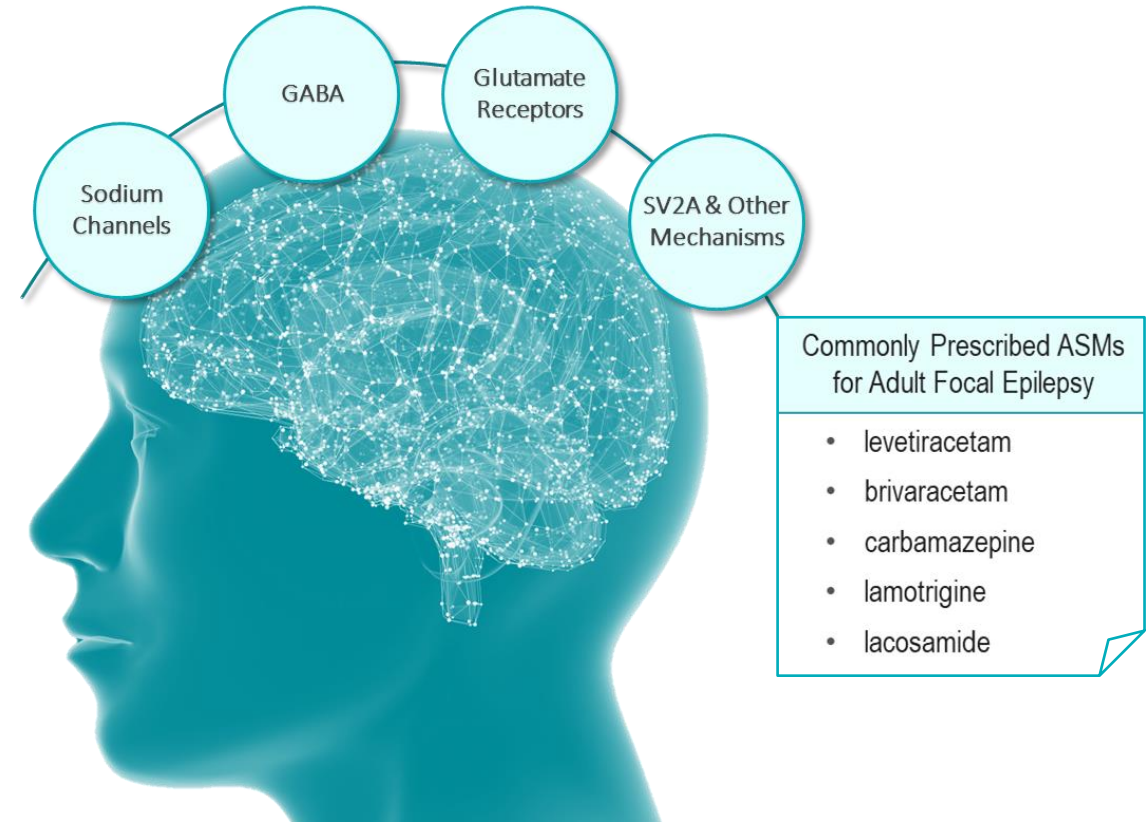 GABA
Glutamate
Receptors
Sodium
Channels
SV2A & Other
Mechanisms
Commonly Prescribed ASMs
for Adult Focal Epilepsy
• levetiracetam
• brivaracetam
• carbamazepine
• lamotrigine
• lacosamide